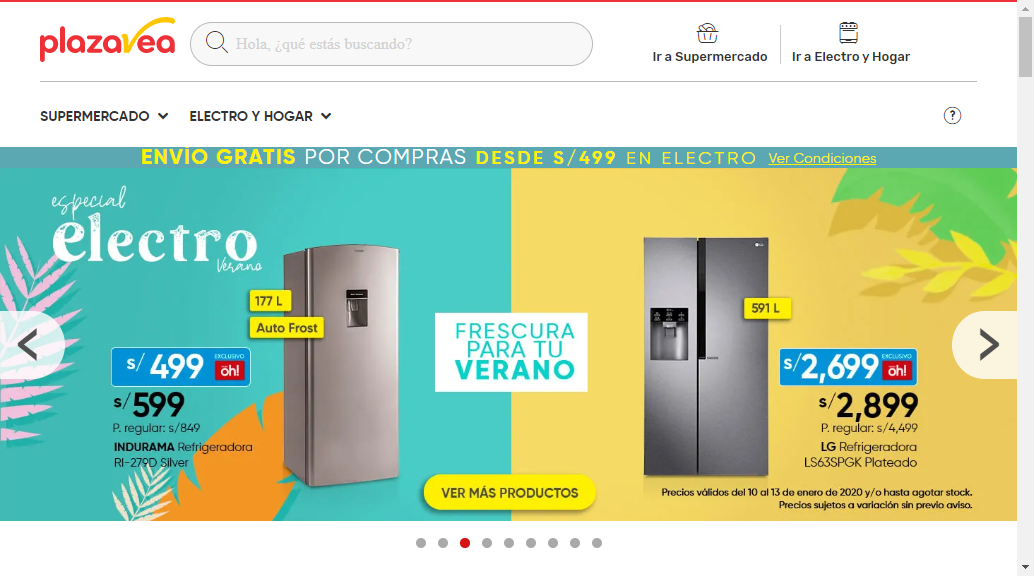 plazavea
Hola, ¿qué estás buscando?
Ir a Supermercado
Ir a Electro y Hogar
SUPERMERCADO
ELECTRO Y HOGAR
?
ENVÍO GRATIS POR COMPRAS DESDE S/499 EN ELECTRO Ver Condiciones
especial
electro
Verano
177 L
Auto Frost
S/ 499 EXCLUSIVO oh!
S/ 599
P. regular: s/849
INDURAMA Refrigeradora
RI-279D Silver
FRESCURA
PARA TU
VERANO
LG
591 L
S/ 2,699 EXCLUSIVO oh!
S/ 2,899
P. regular: s/4,499
LG Refrigeradora
LS63SPGK Plateado
VER MÁS PRODUCTOS
Precios válidos del 10 al 13 de enero de 2020 y/o hasta agotar stock.
Precios sujetos a variación sin previo aviso.